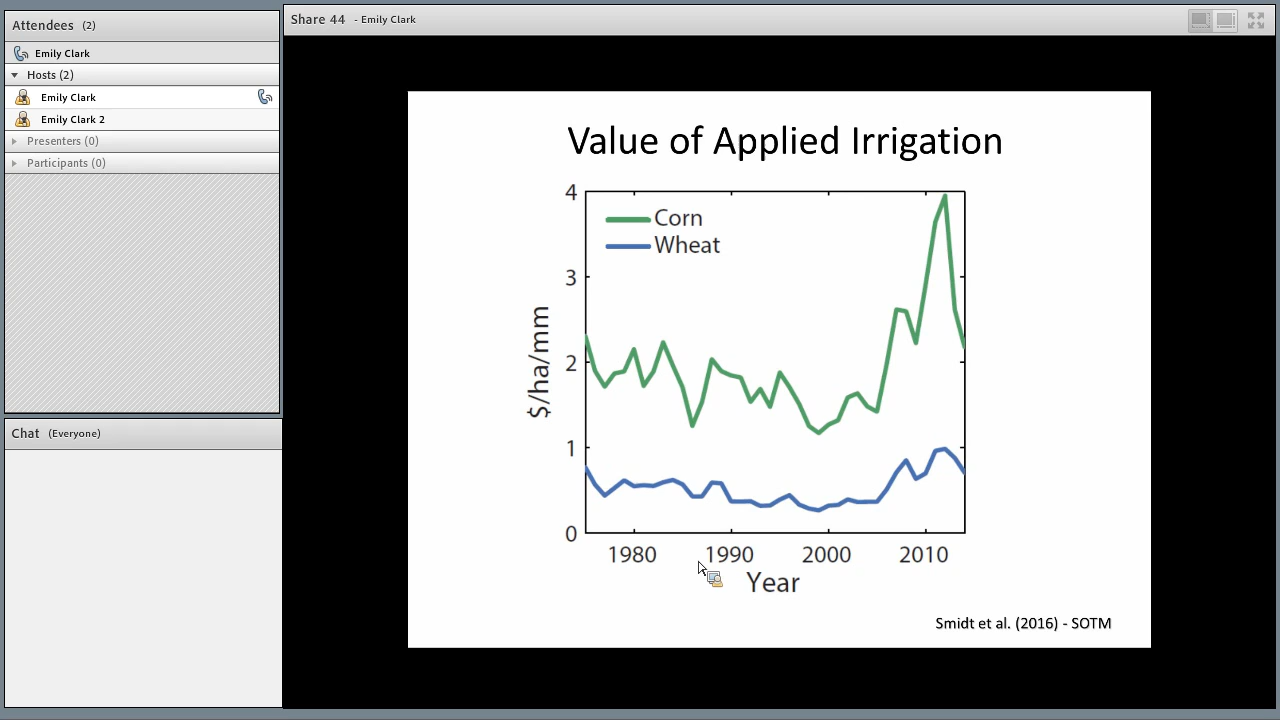 Attendees (2)
Emily Clark
Hosts (2)
Emily Clark
Emily Clark 2
Presenters (0)
Participants (0)
Chat (Everyone)
Share 44 - Emily Clark
Value of Applied Irrigation
Corn
Wheat
4
3
2
1
0
$/ha/mm
1980 1990 2000 2010
Year
Smidt et al. (2016) - SOTM